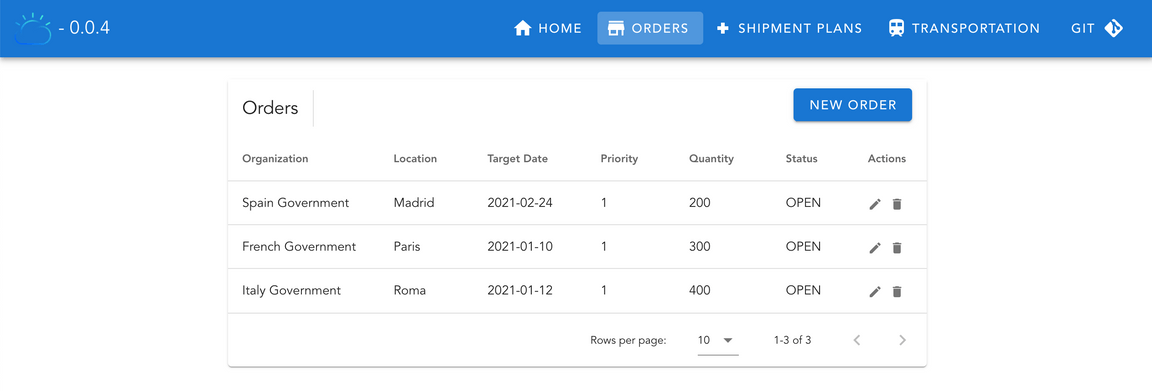 - 0.0.4 HOME ORDERS SHIPMENT PLANS TRANSPORTATION GIT
Orders NEW ORDER
Organization Location Target Date Priority Quantity Status Actions
Spain Government Madrid 2021-02-24 1 200 OPEN
French Government Paris 2021-01-10 1 300 OPEN
Italy Government Roma 2021-01-12 1 400 OPEN
Rows per page: 10 1-3 of 3